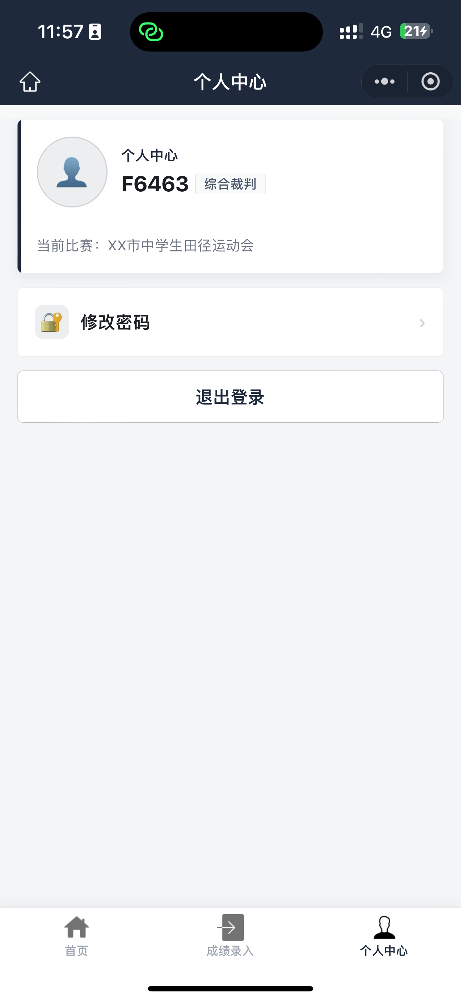 11:57
4G
21
个人中心
个人中心
F6463
综合裁判
当前比赛：XX市中学生田径运动会
修改密码
退出登录
首页
成绩录入
个人中心